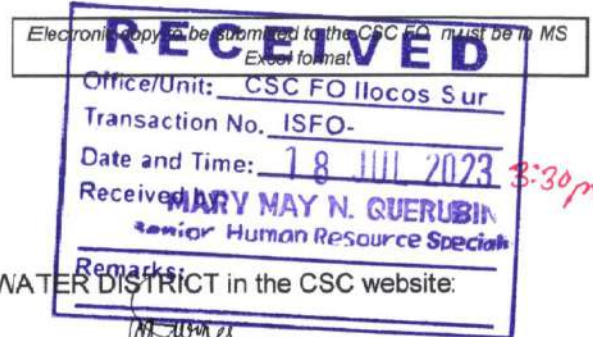 Electronic copy to be submitted to the CSC FO must be in MS
Excel format
RECEIVED
Office/Unit: CSC FO Ilocos Sur
Transaction No. ISFO-
Date and Time: 18 JUL 2023 3:30
Received by MARY MAY N. QUERUBIN
Senior Human Resource Specialis
Remarks:
WATER DISTRICT in the CSC website: